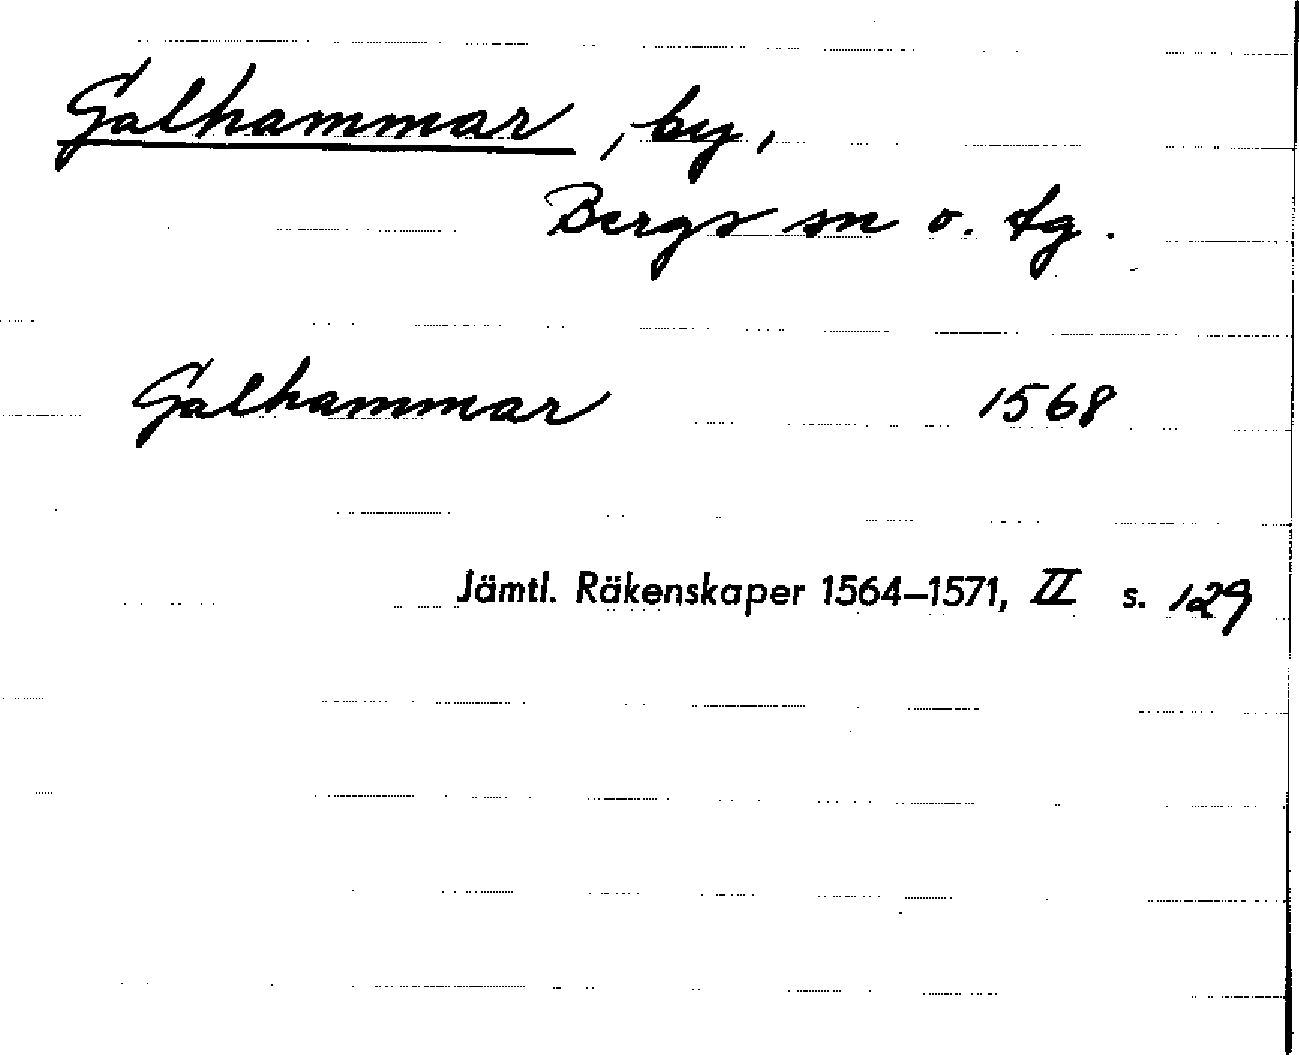 Galhammar, by,
Bergs sn o. tg.
Galhammar 1568
Jämtl. Räkenskaper 1564–1571, II s. 129